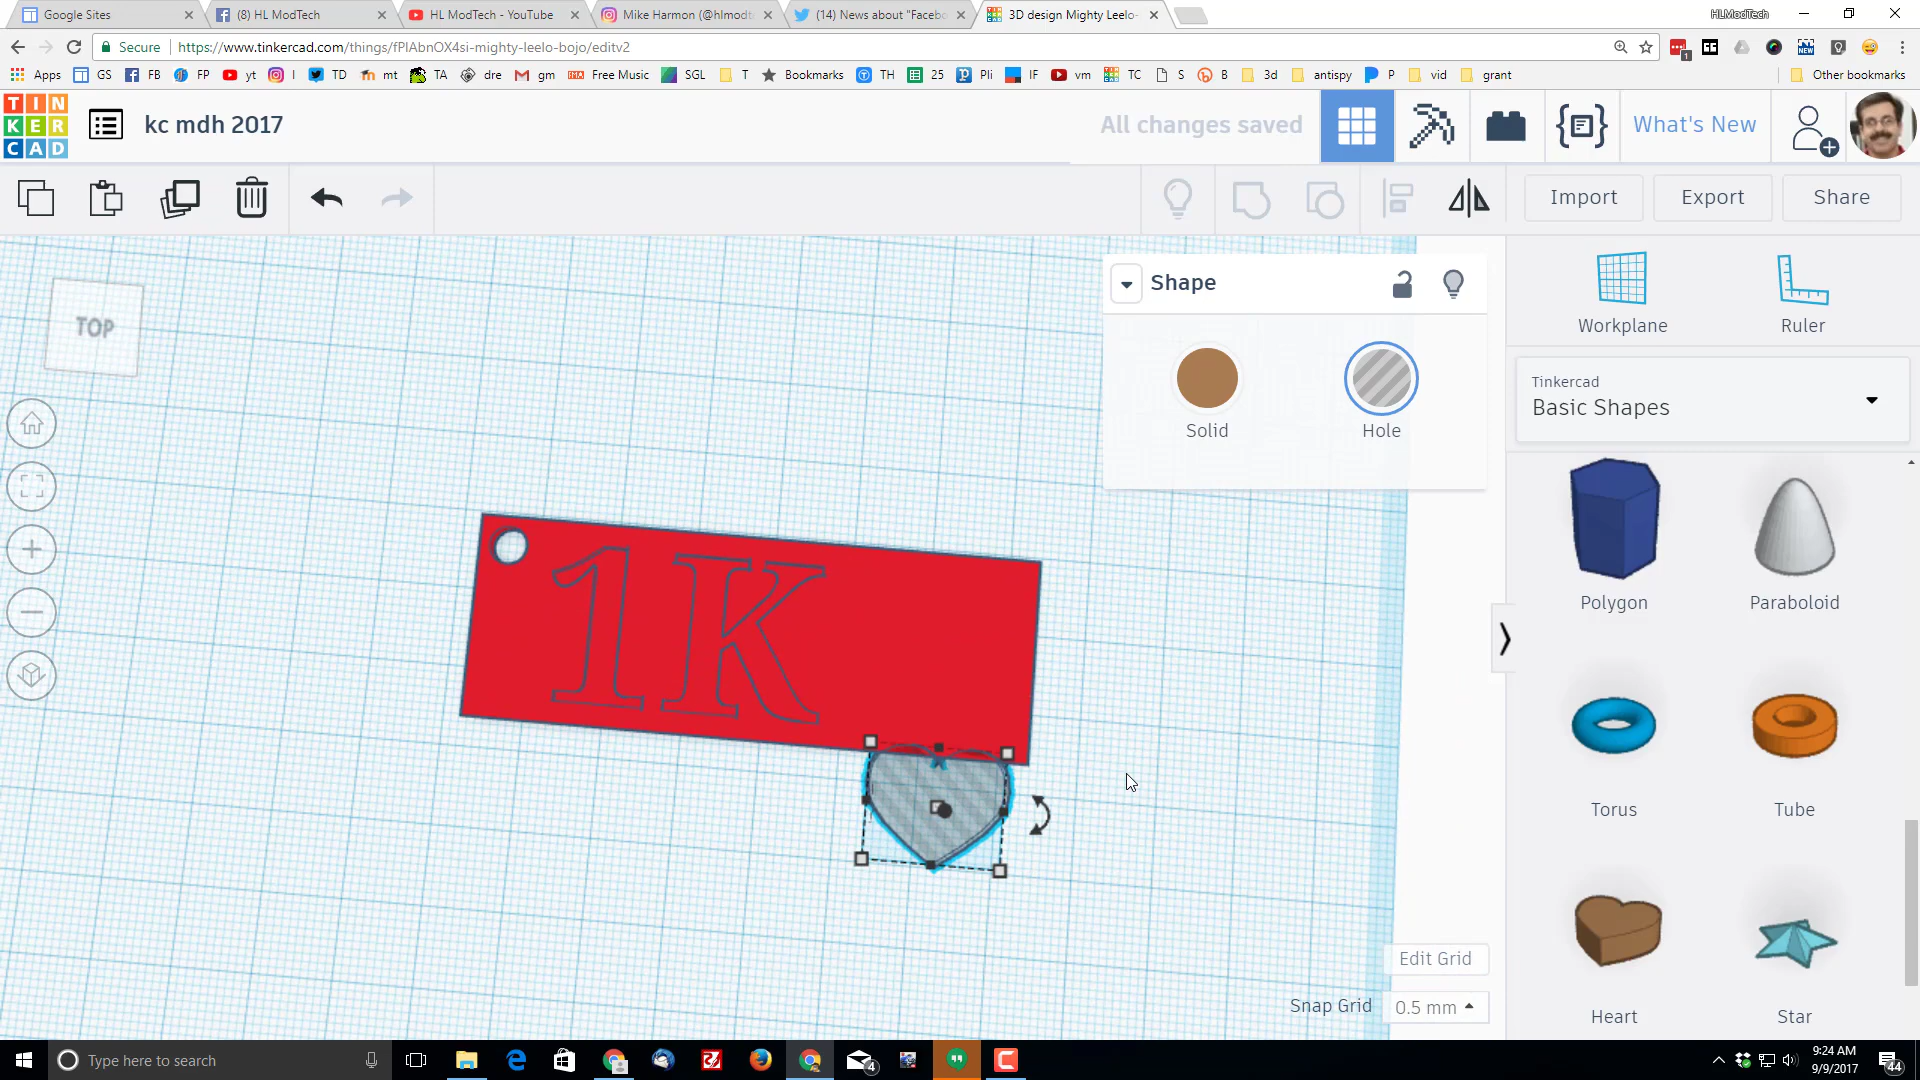 Google Sites
(8) HL ModTech
HL ModTech - YouTube
Mike Harmon (@hlmodt
(14) News about "Facebo
3D design Mighty Leelo-
HLModTech
Secure
https://www.tinkercad.com/things/fPlAbnOX4si-mighty-leelo-bojo/editv2
Apps GS FB FP yt I TD mt TA dre gm Free Music SGL T Bookmarks TH 25 Pli IF vm TC S B 3d antispy P vid grant Other bookmarks
TIN
KER
CAD
kc mdh 2017
All changes saved
What's New
Import
Export
Share
TOP
Shape
Solid
Hole
Workplane
Ruler
Tinkercad
Basic Shapes
1K
Polygon
Paraboloid
Torus
Tube
Heart
Star
Edit Grid
Snap Grid 0.5 mm
Type here to search
4
9:24 AM
9/9/2017
44